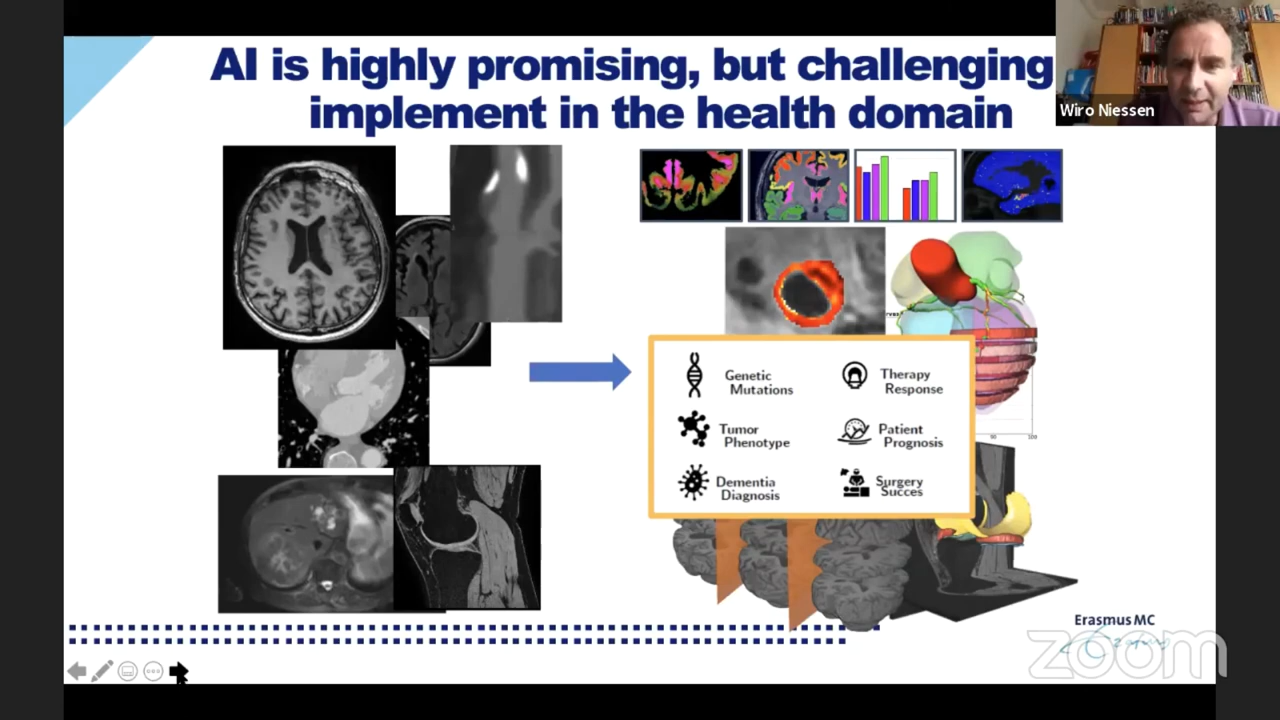 AI is highly promising, but challenging
implement in the health domain
Wiro Niessen
Genetic
Mutations
Therapy
Response
Tumor
Phenotype
Patient
Prognosis
Dementia
Diagnosis
Surgery
Succes
100
Erasmus MC
zoom